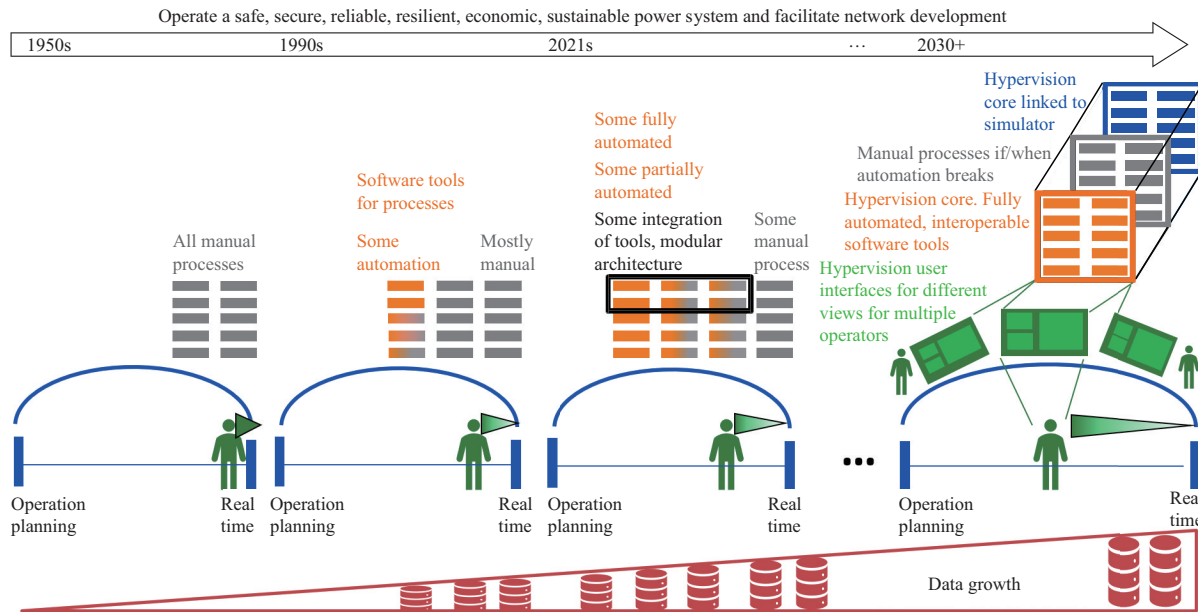 Operate a safe, secure, reliable, resilient, economic, sustainable power system and facilitate network development
1950s
1990s
2021s
...
2030+
All manual
processes
Software tools
for processes
Some
automation
Mostly
manual
Some fully
automated
Some partially
automated
Some integration
of tools, modular
architecture
Some
manual
process
Hypervision
core linked to
simulator
Manual processes if/when
automation breaks
Hypervision core. Fully
automated, interoperable
software tools
Hypervision user
interfaces for different
views for multiple
operators
Operation
planning
Real
time
Operation
planning
Real
time
Operation
planning
Real
time
...
Operation
planning
Real
time
Data growth